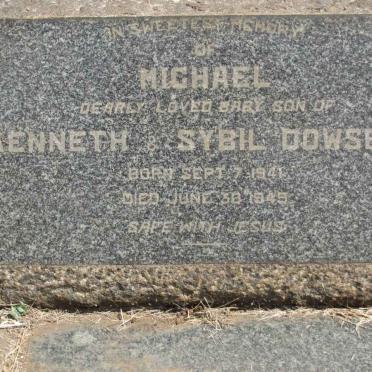 IN SWEETEST MEMORY
OF
MICHAEL
DEARLY LOVED BABY SON OF
KENNETH & SYBIL DOWSE
BORN SEPT. 7. 1941.
DIED JUNE 30 1945
SAFE WITH JESUS